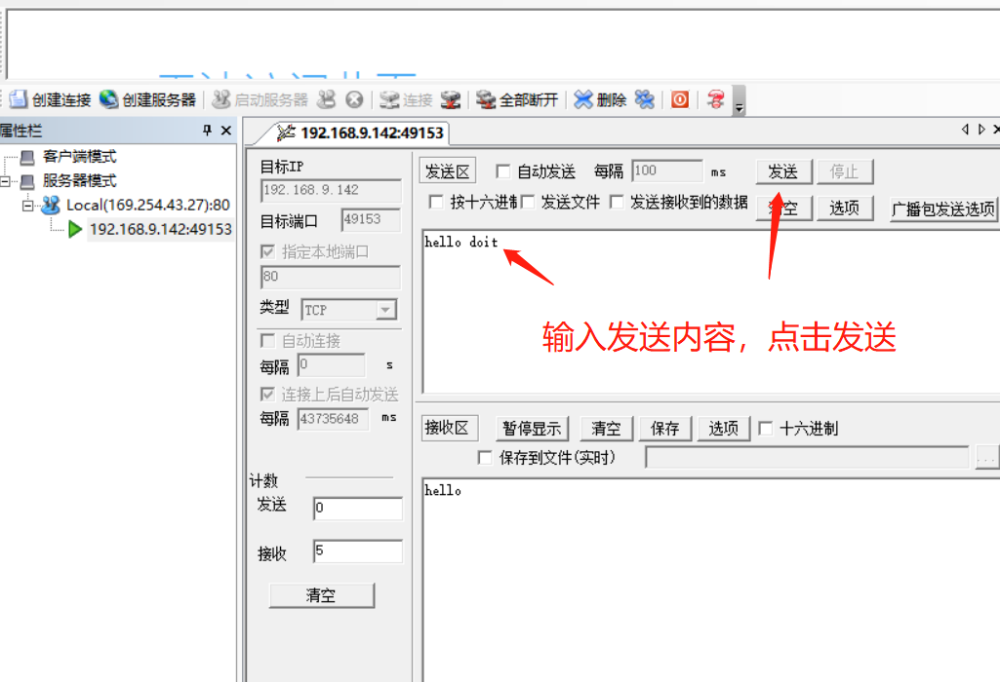 创建连接 创建服务器 启动服务器 连接 全部断开 删除
属性栏
192.168.9.142:49153
客户端模式
服务器模式
Local(169.254.43.27):80
192.168.9.142:49153
目标IP
192.168.9.142
目标端口 49153
指定本地端口
80
类型 TCP
自动连接
每隔 0 s
连接上后自动发送
每隔 43735648 ms
计数
发送 0
接收 5
清空
发送区 自动发送 每隔 100 ms 发送 停止
按十六进制 发送文件 发送接收到的数据 清空 选项 广播包发送选项
hello doit
输入发送内容，点击发送
接收区 暂停显示 清空 保存 选项 十六进制
保存到文件(实时) ...
hello